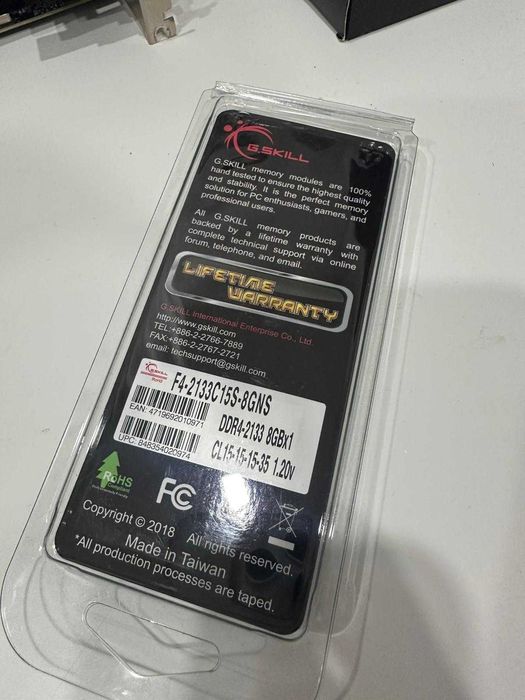 G.SKILL
G.SKILL memory modules are 100%
hand tested to ensure the highest quality
and stability. It is the perfect memory
solution for PC enthusiasts, gamers, and
professional users.
All G.SKILL memory products are
backed by a lifetime warranty with
complete technical support via online
forum, telephone, and email.
LIFETIME
WARRANTY
G.SKILL International Enterprise Co., Ltd.
http://www.gskill.com
TEL:+886-2-2766-7889
FAX:+886-2-2767-2721
email: techsupport@gskill.com
G.SKILL
F4-2133C15S-8GNS
EAN: 4719692010971
DDR4-2133 8GBx1
UPC: 848354020974
CL15-15-15-35 1.20v
RoHS
Compliant
FC
Copyright © 2018 All rights reserved.
Made in Taiwan
*All production processes are taped.